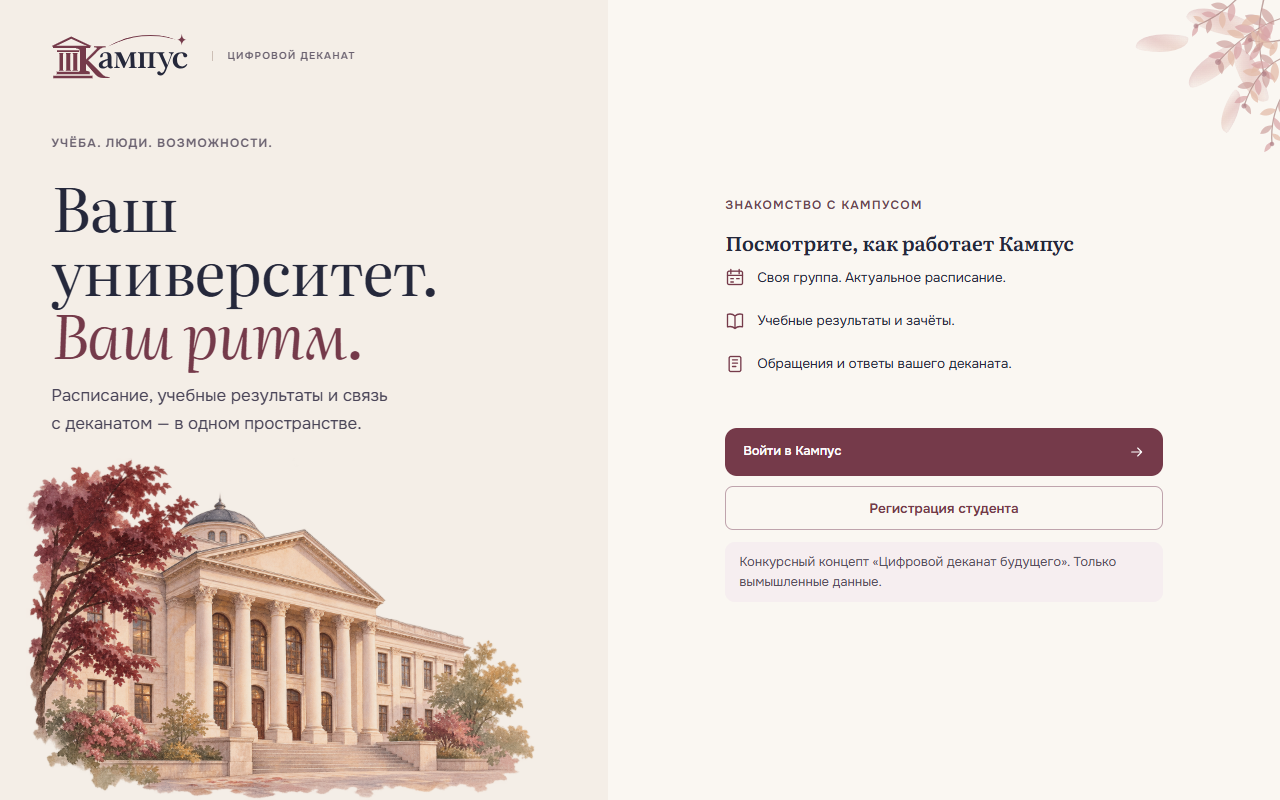 Кампус
ЦИФРОВОЙ ДЕКАНАТ
УЧЁБА. ЛЮДИ. ВОЗМОЖНОСТИ.
Ваш
университет.
Ваш ритм.
Расписание, учебные результаты и связь
с деканатом — в одном пространстве.
ЗНАКОМСТВО С КАМПУСОМ
Посмотрите, как работает Кампус
Своя группа. Актуальное расписание.
Учебные результаты и зачёты.
Обращения и ответы вашего деканата.
Войти в Кампус
Регистрация студента
Конкурсный концепт «Цифровой деканат будущего». Только
вымышленные данные.